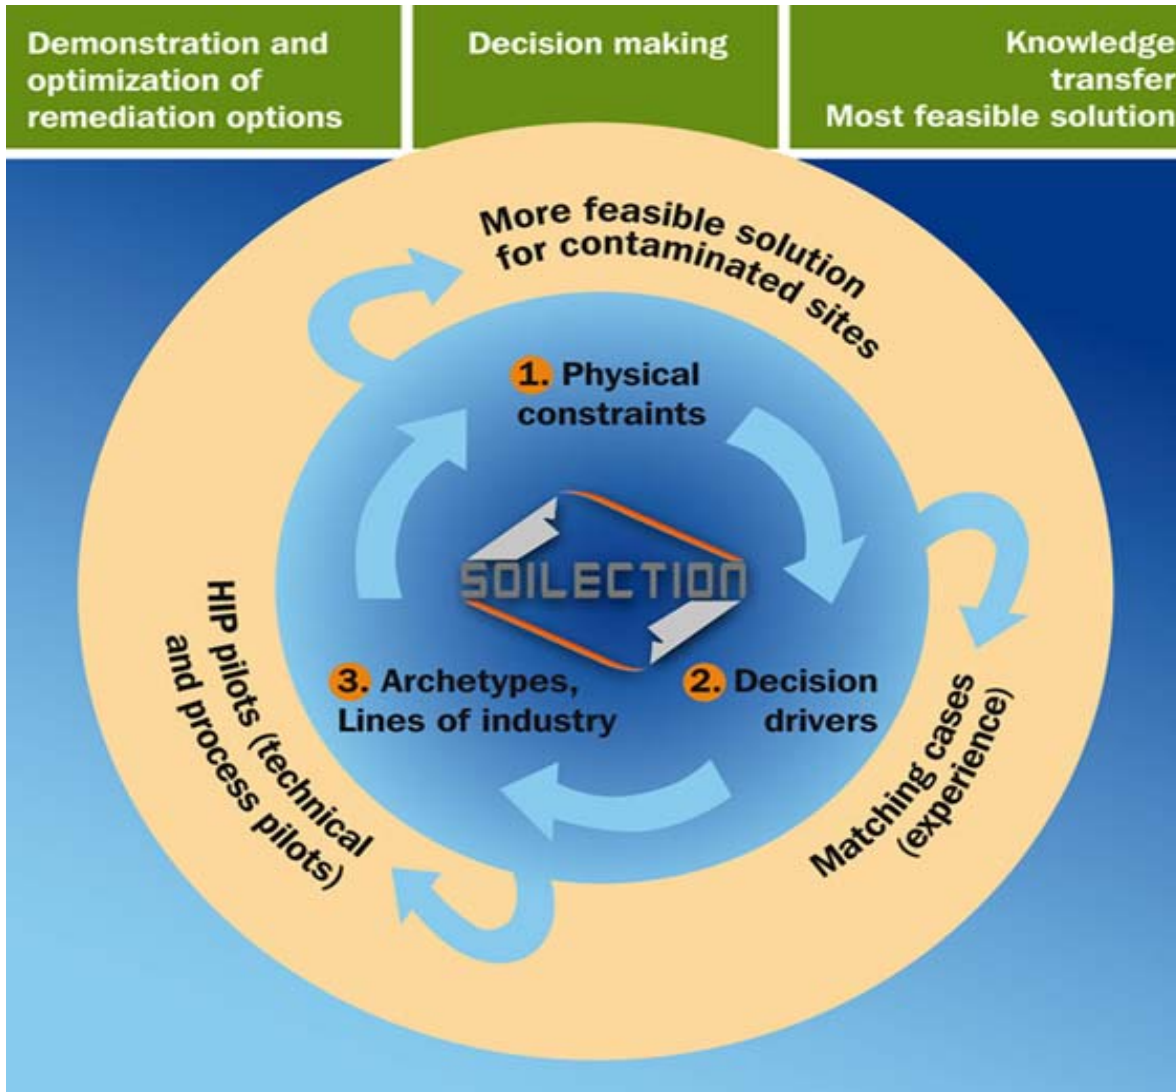 Demonstration and
optimization of
remediation options
Decision making
Knowledge
transfer
Most feasible solution
More feasible solution
for contaminated sites
1. Physical
constraints
SOILECTION
3. Archetypes,
Lines of industry
2. Decision
drivers
HIP pilots (technical
and process pilots)
Matching cases
(experience)